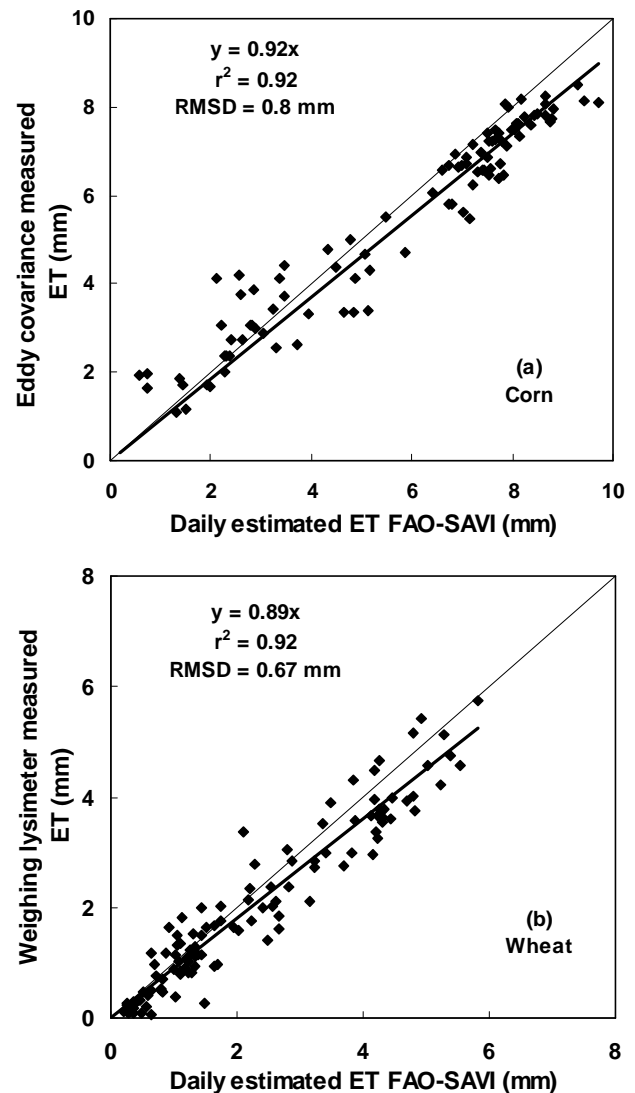 10
8
6
4
2
0
Eddy covariance measured
ET (mm)
y = 0.92x
r² = 0.92
RMSD = 0.8 mm
(a)
Corn
0 2 4 6 8 10
Daily estimated ET FAO-SAVI (mm)
8
6
4
2
0
Weighing lysimeter measured
ET (mm)
y = 0.89x
r² = 0.92
RMSD = 0.67 mm
(b)
Wheat
0 2 4 6 8
Daily estimated ET FAO-SAVI (mm)